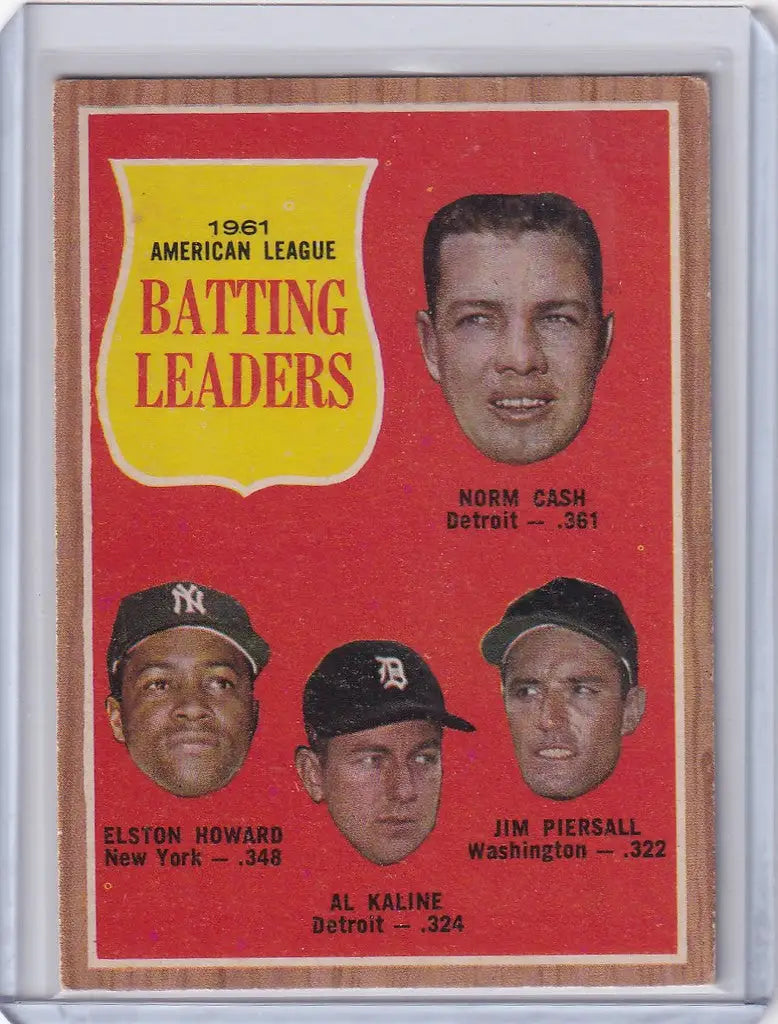 1961
AMERICAN LEAGUE
BATTING
LEADERS
NORM CASH
Detroit — .361
NY
D
ELSTON HOWARD
New York — .348
JIM PIERSALL
Washington — .322
AL KALINE
Detroit — .324